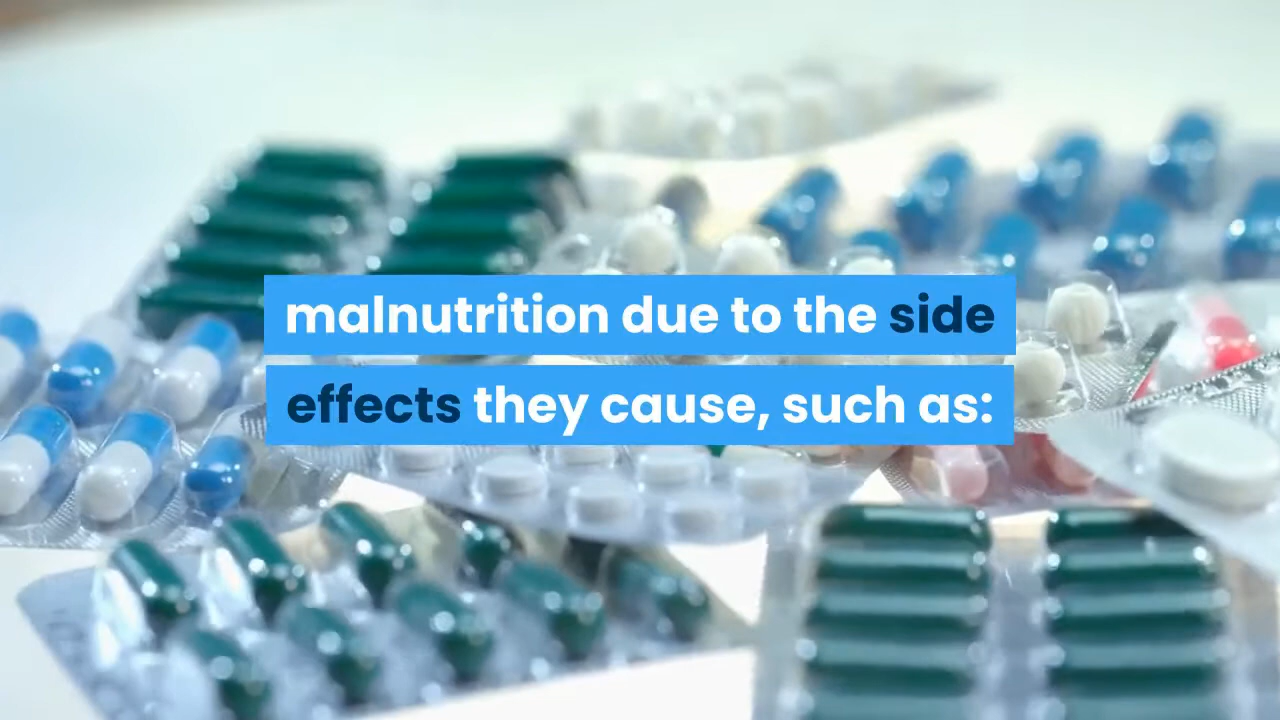 malnutrition due to the side
effects they cause, such as: